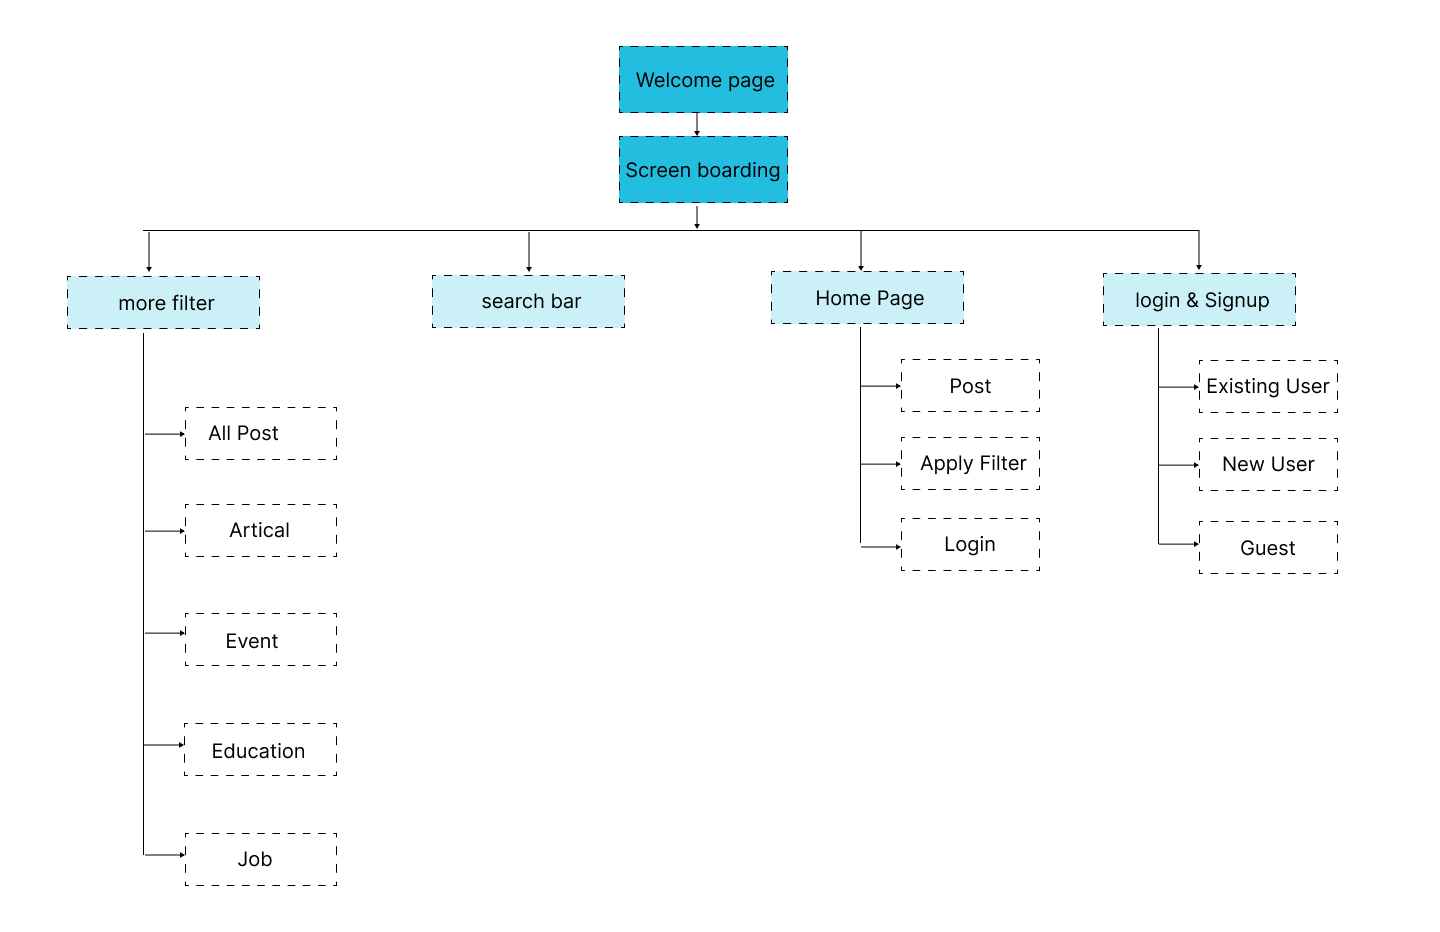 Welcome page
Screen boarding
more filter
search bar
Home Page
login & Signup
All Post
Artical
Event
Education
Job
Post
Apply Filter
Login
Existing User
New User
Guest